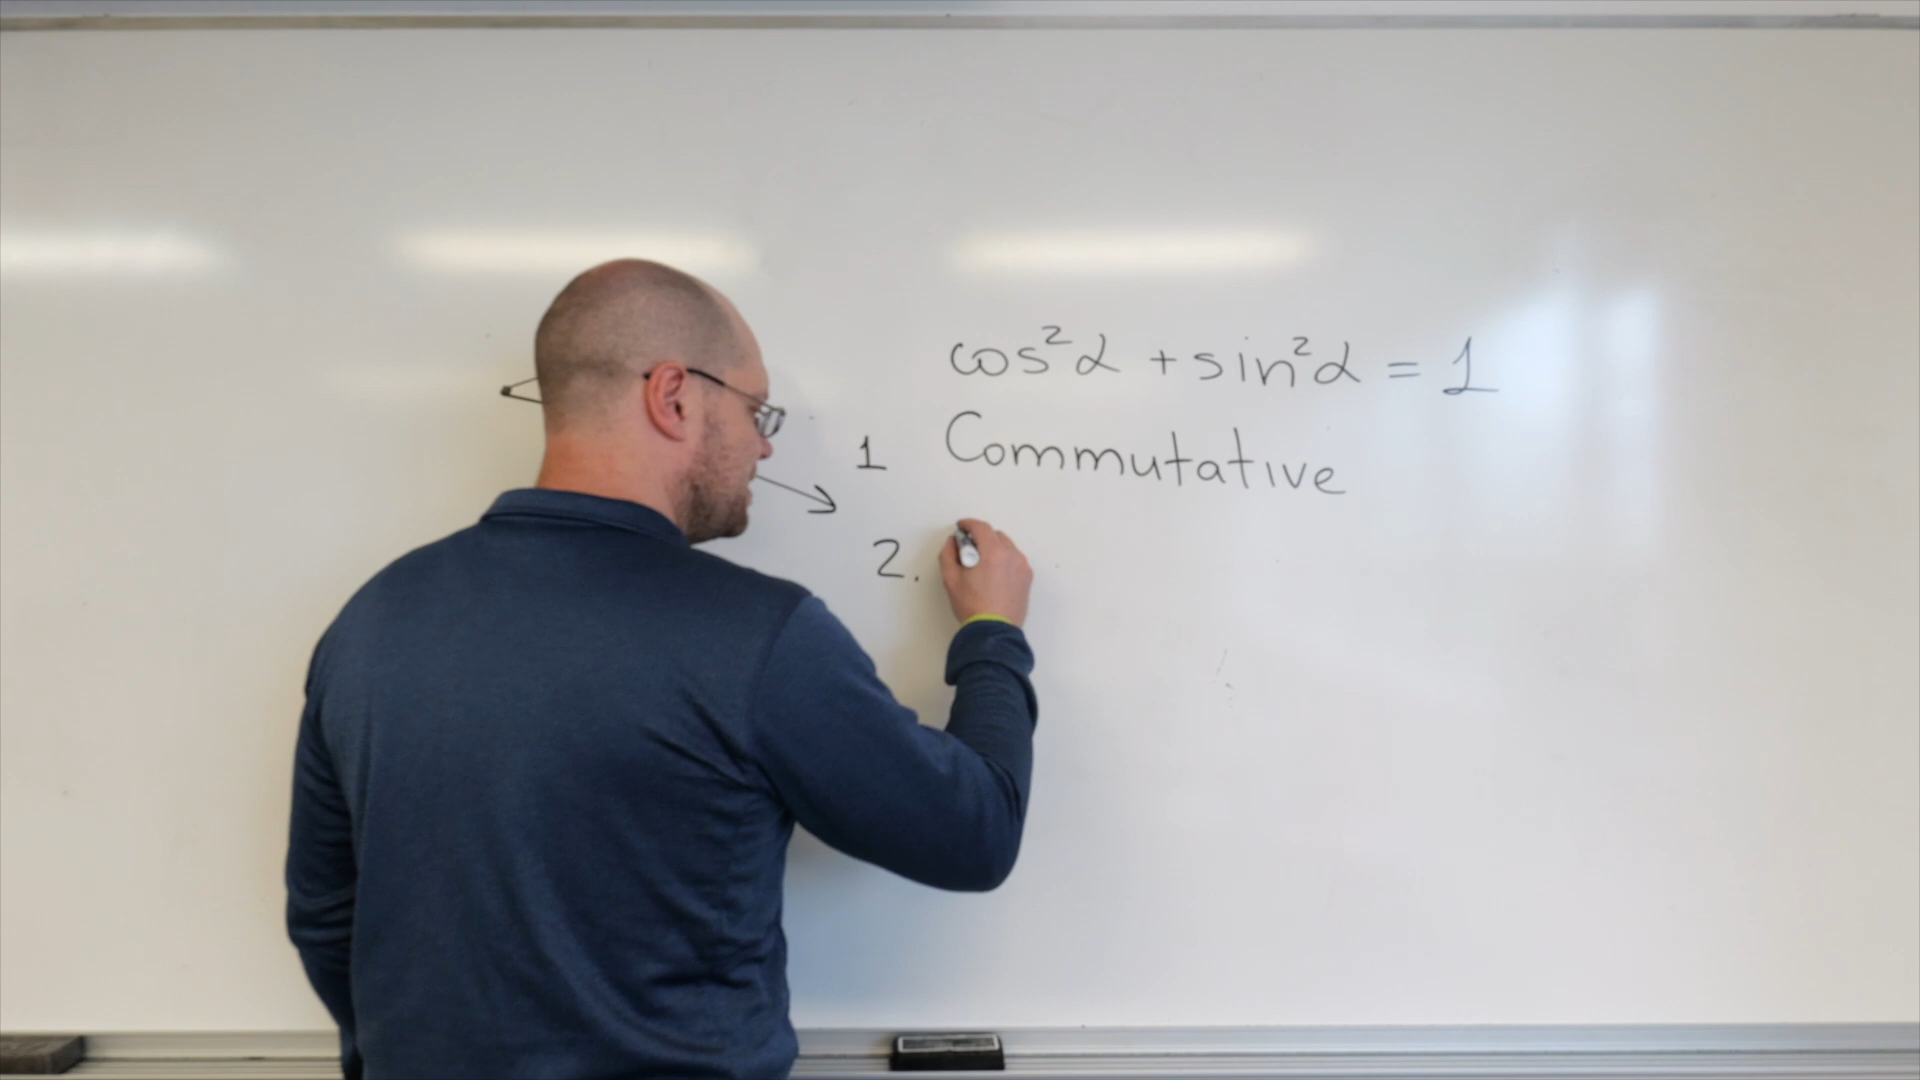 cos²α + sin²α = 1
1 Commutative
2.